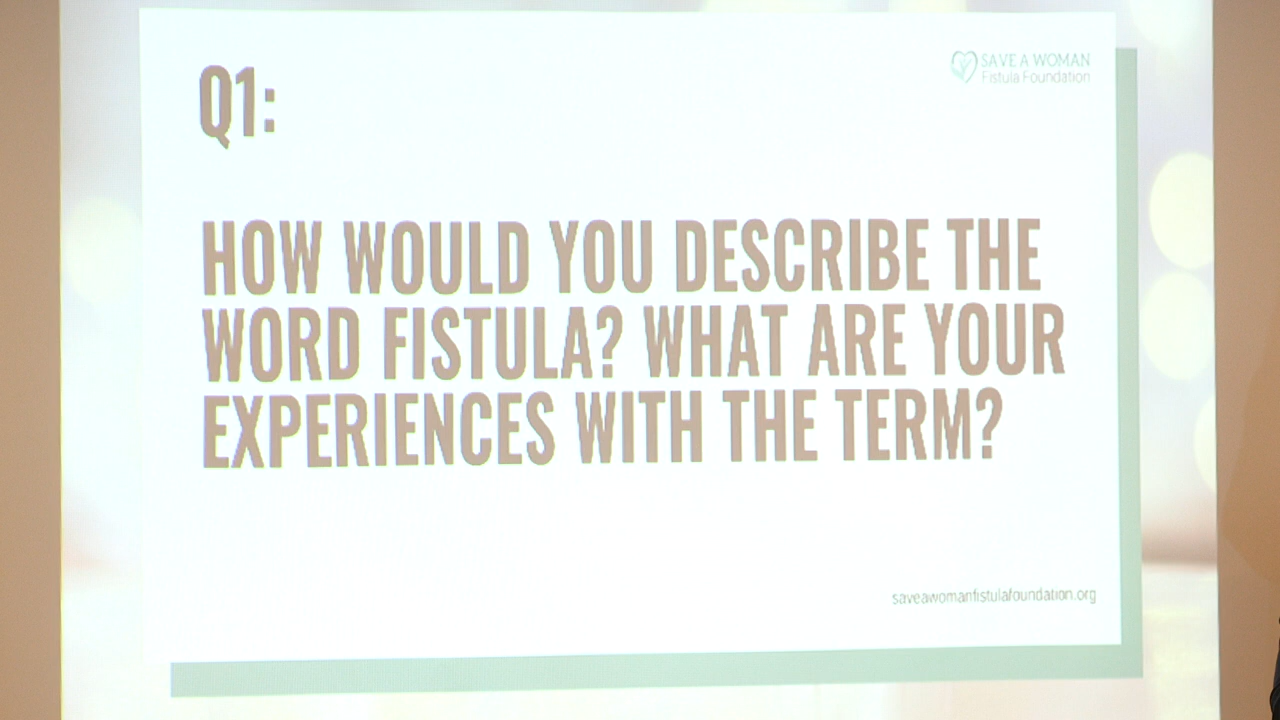 Q1:
SAVE A WOMAN
Fistula Foundation
HOW WOULD YOU DESCRIBE THE
WORD FISTULA? WHAT ARE YOUR
EXPERIENCES WITH THE TERM?
saveawomanfistulafoundation.org